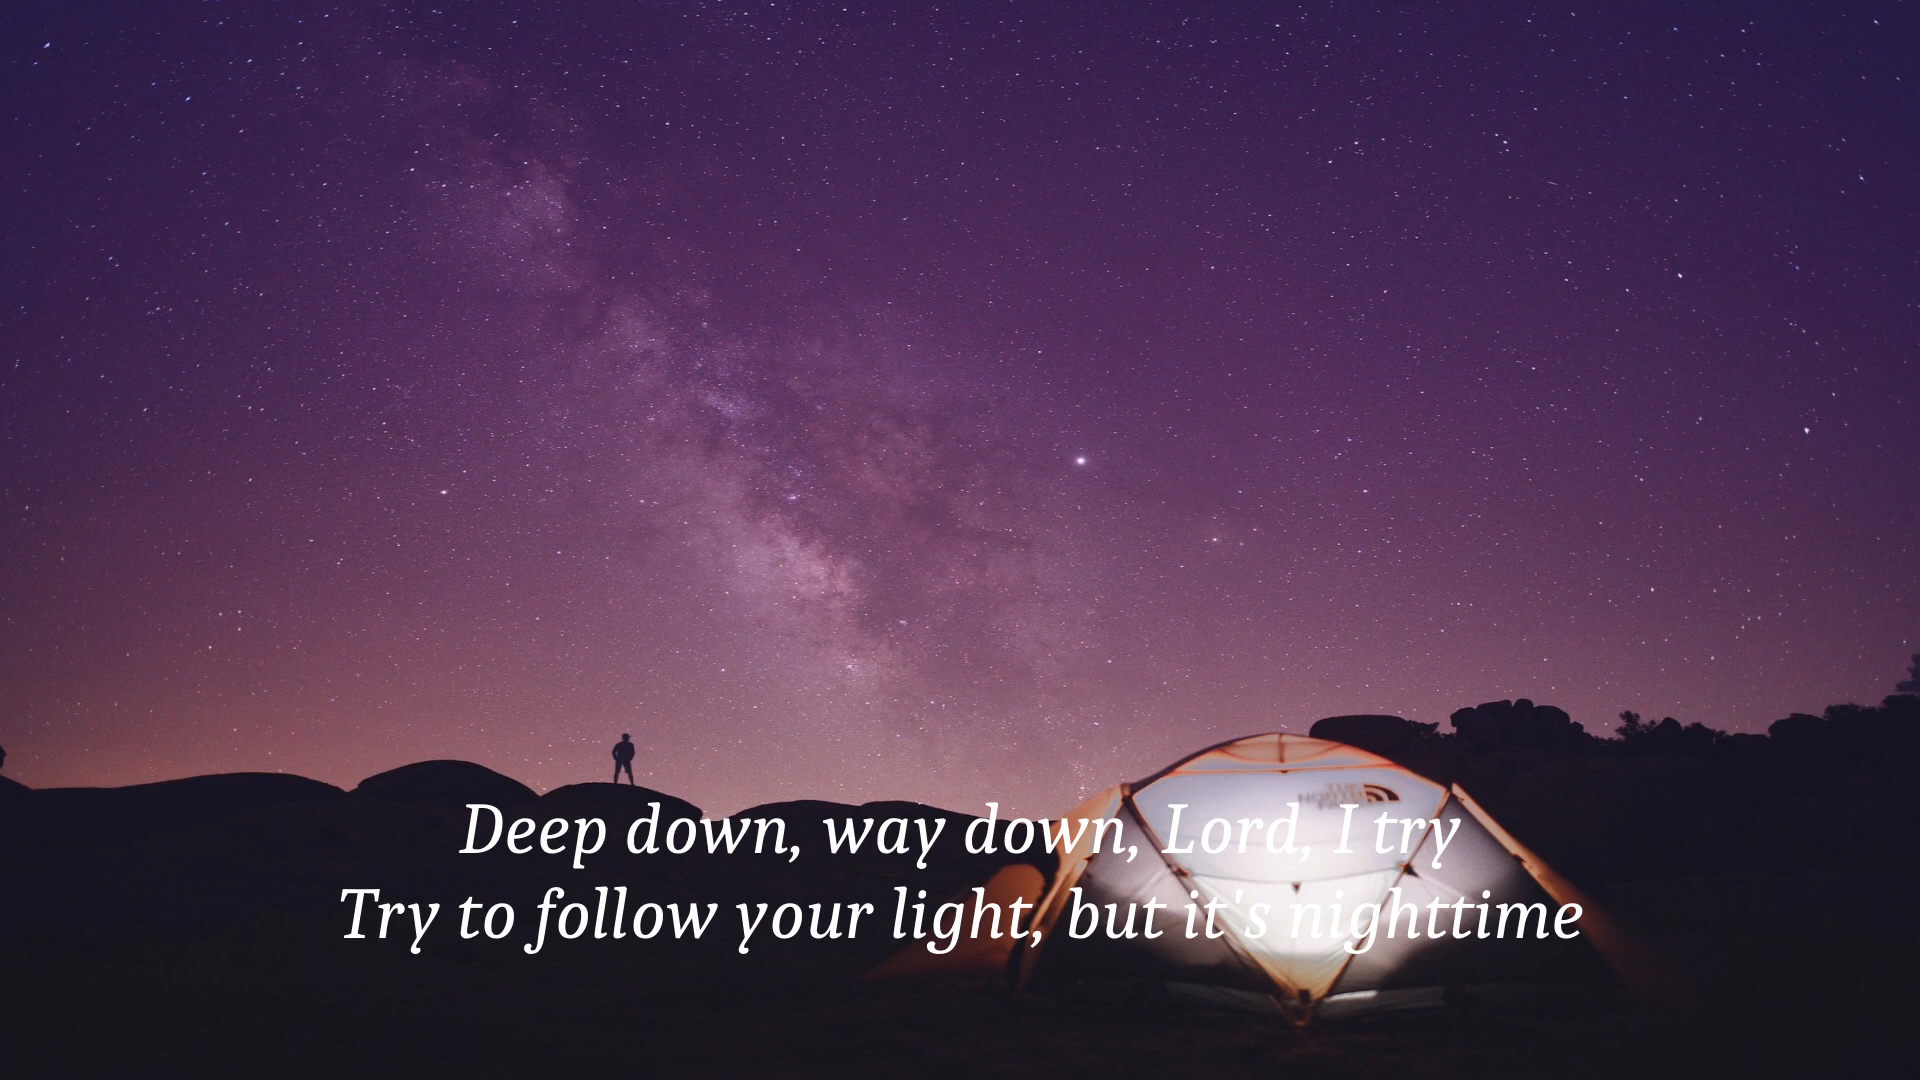 Deep down, way down, Lord, I try
Try to follow your light, but it's nighttime